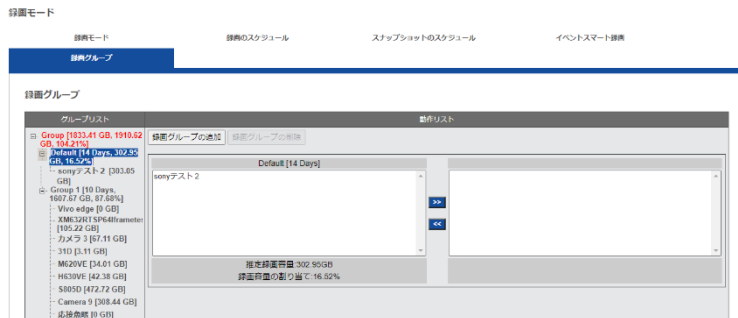 録画モード
録画モード 録画のスケジュール スナップショットのスケジュール イベントスマート録画
録画グループ
録画グループ
グループリスト 動作リスト
Group [1833.41 GB, 1910.62
GB, 104.21%]
Default [14 Days, 302.95
GB, 16.52%]
sonyテスト2 [303.05
GB]
Group 1 [10 Days,
1607.67 GB, 87.68%]
Vivo edge [0 GB]
XM632RTSP64Iframeter
[105.22 GB]
カメラ 3 [67.11 GB]
31D [3.11 GB]
M620VE [34.01 GB]
H630VE [42.38 GB]
S805D [472.72 GB]
Camera 9 [308.44 GB]
[0 GB]
録画グループの追加 録画グループの削除
Default [14 Days]
sonyテスト2
>>
<<
推定録画容量:302.95GB
録画容量の割り当て:16.52%